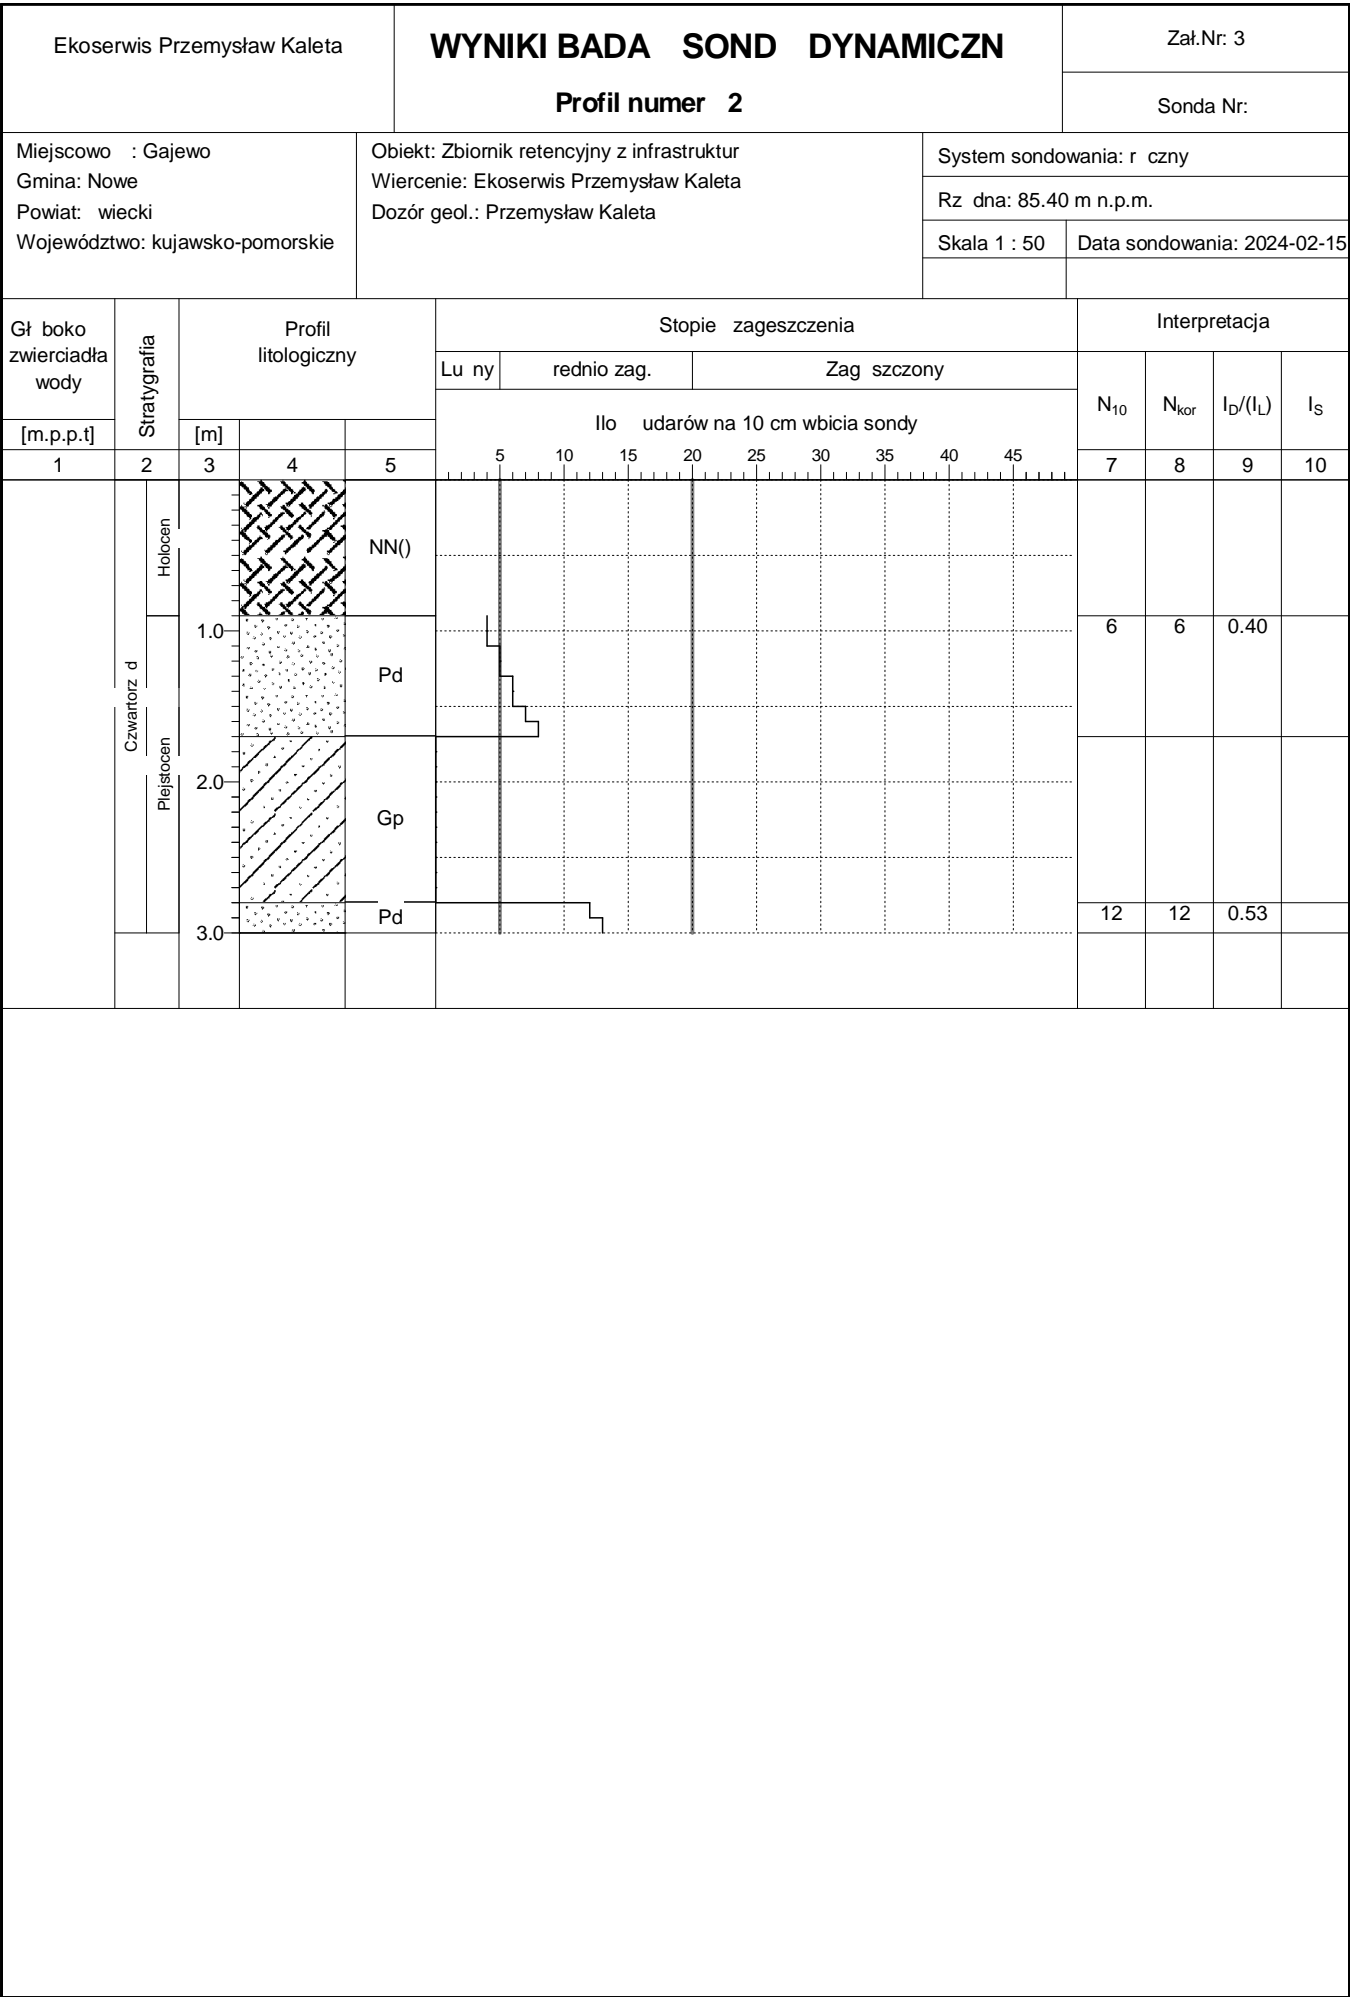 Ekoserwis Przemysław Kaleta
WYNIKI BADA SOND DYNAMICZN
Profil numer 2
Zał.Nr: 3
Sonda Nr:
Miejscowo : Gajewo
Gmina: Nowe
Powiat: wiecki
Województwo: kujawsko-pomorskie
Obiekt: Zbiornik retencyjny z infrastruktur
Wiercenie: Ekoserwis Przemysław Kaleta
Dozór geol.: Przemysław Kaleta
System sondowania: r czny
Rz dna: 85.40 m n.p.m.
Skala 1 : 50
Data sondowania: 2024-02-15
Gł boko
zwierciadła
wody
[m.p.p.t]
Stratygrafia
Profil
litologiczny
[m]
Stopie zageszczenia
Lu ny
rednio zag.
Zag szczony
Ilo udarów na 10 cm wbicia sondy
5 10 15 20 25 30 35 40 45
Interpretacja
N10 Nkor ID/(IL) IS
1 2 3 4 5 7 8 9 10
Czwartorz d
Holocen
Plejstocen
NN()
1.0
6 6 0.40
Pd
2.0
Gp
Pd
12 12 0.53
3.0